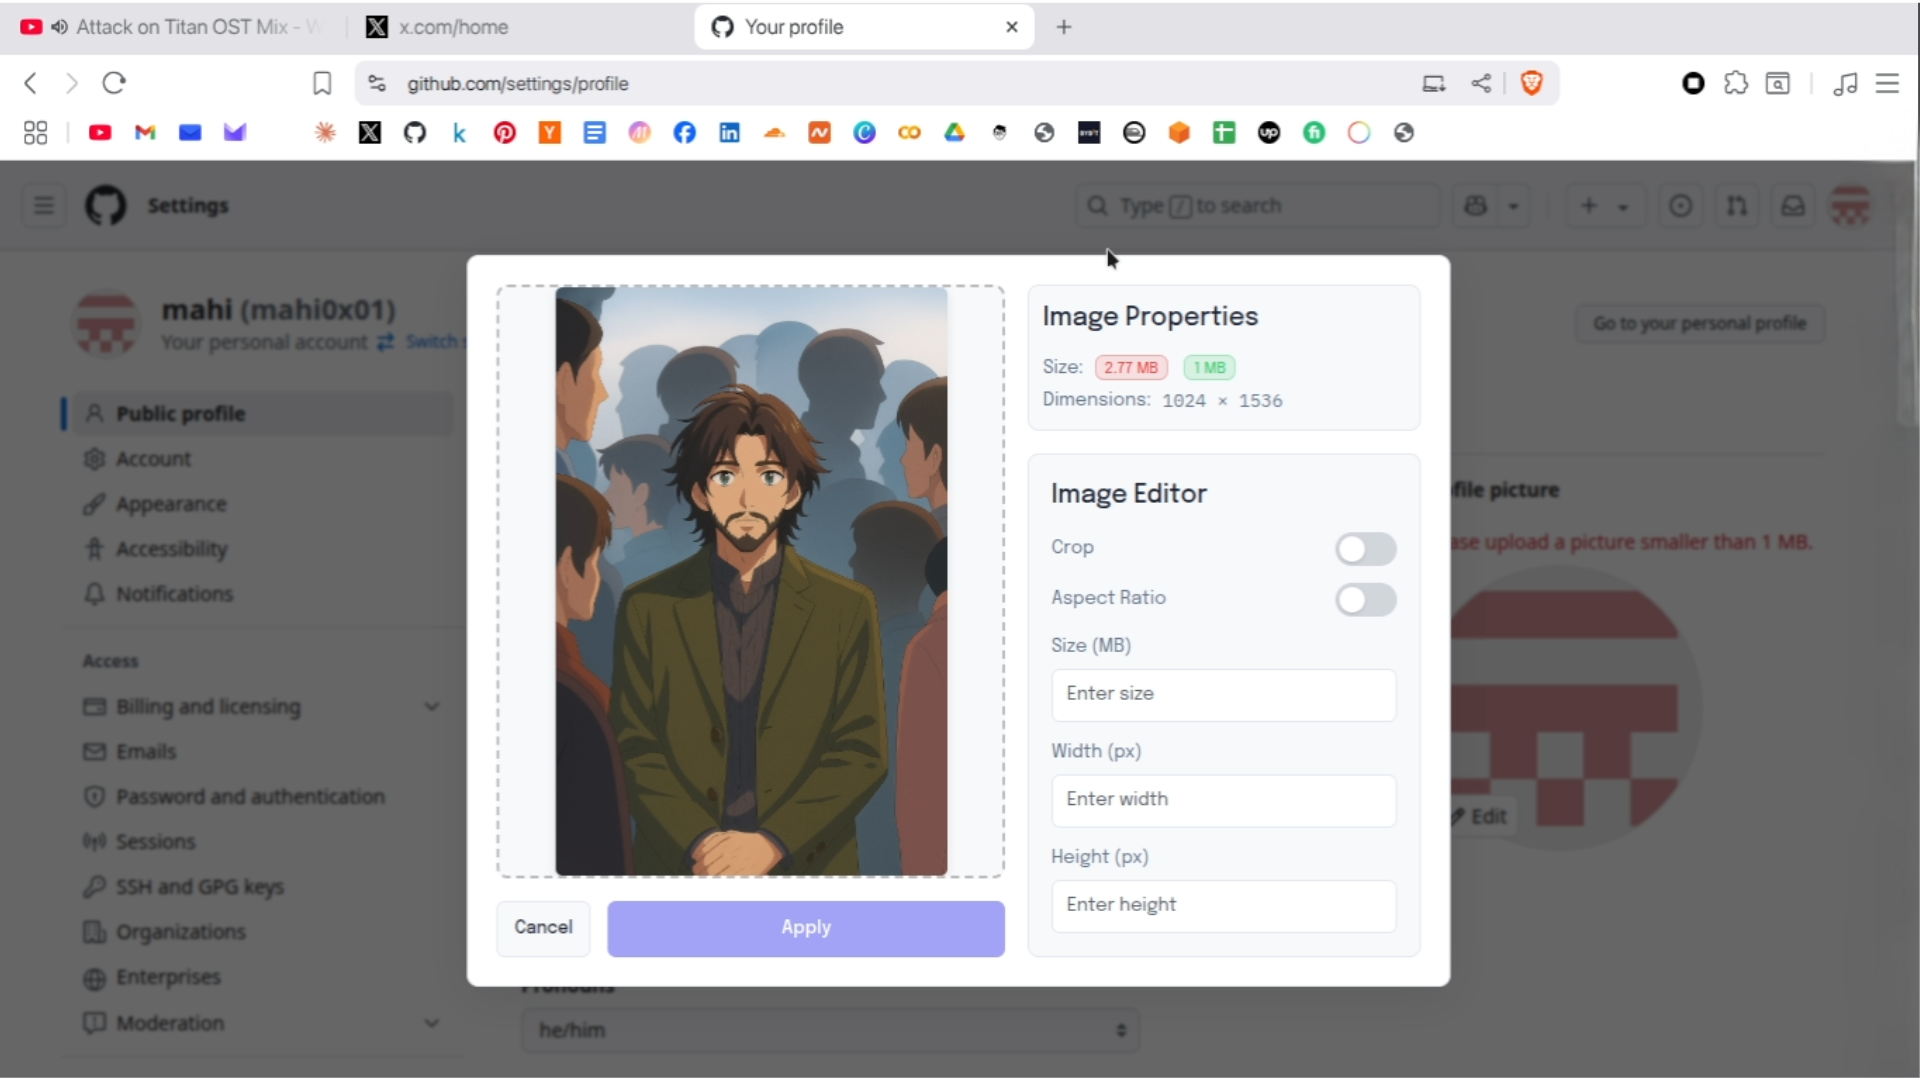 Attack on Titan OST Mix - W
x.com/home
Your profile
github.com/settings/profile
Settings
Type / to search
mahi (mahi0x01)
Your personal account
Switch
Go to your personal profile
Public profile
Account
Appearance
Accessibility
Notifications
Access
Billing and licensing
Emails
Password and authentication
Sessions
SSH and GPG keys
Organizations
Enterprises
Moderation
Image Properties
Size: 2.77 MB 1 MB
Dimensions: 1024 × 1536
Image Editor
Crop
Aspect Ratio
Size (MB)
Enter size
Width (px)
Enter width
Height (px)
Enter height
Cancel
Apply
file picture
ase upload a picture smaller than 1 MB.
Edit
Pronouns
he/him